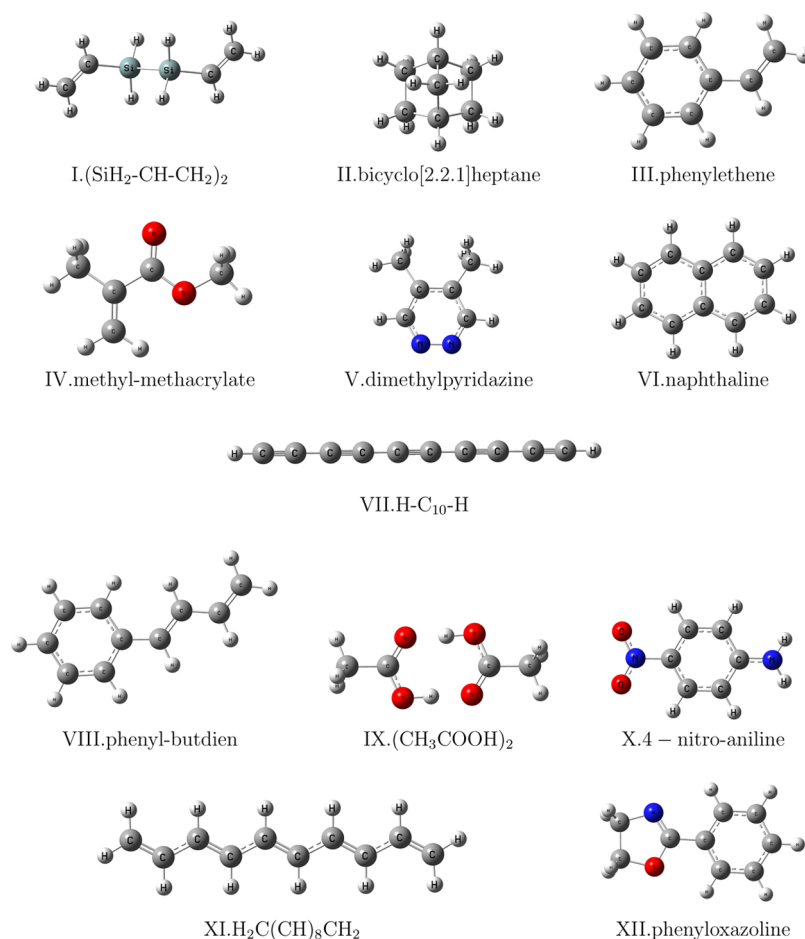 I.(SiH₂-CH-CH₂)₂
II.bicyclo[2.2.1]heptane
III.phenylethene
IV.methyl-methacrylate
V.dimethylpyridazine
VI.naphthaline
VII.H-C₁₀-H
VIII.phenyl-butdien
IX.(CH₃COOH)₂
X.4 − nitro-aniline
XI.H₂C(CH)₈CH₂
XII.phenyloxazoline